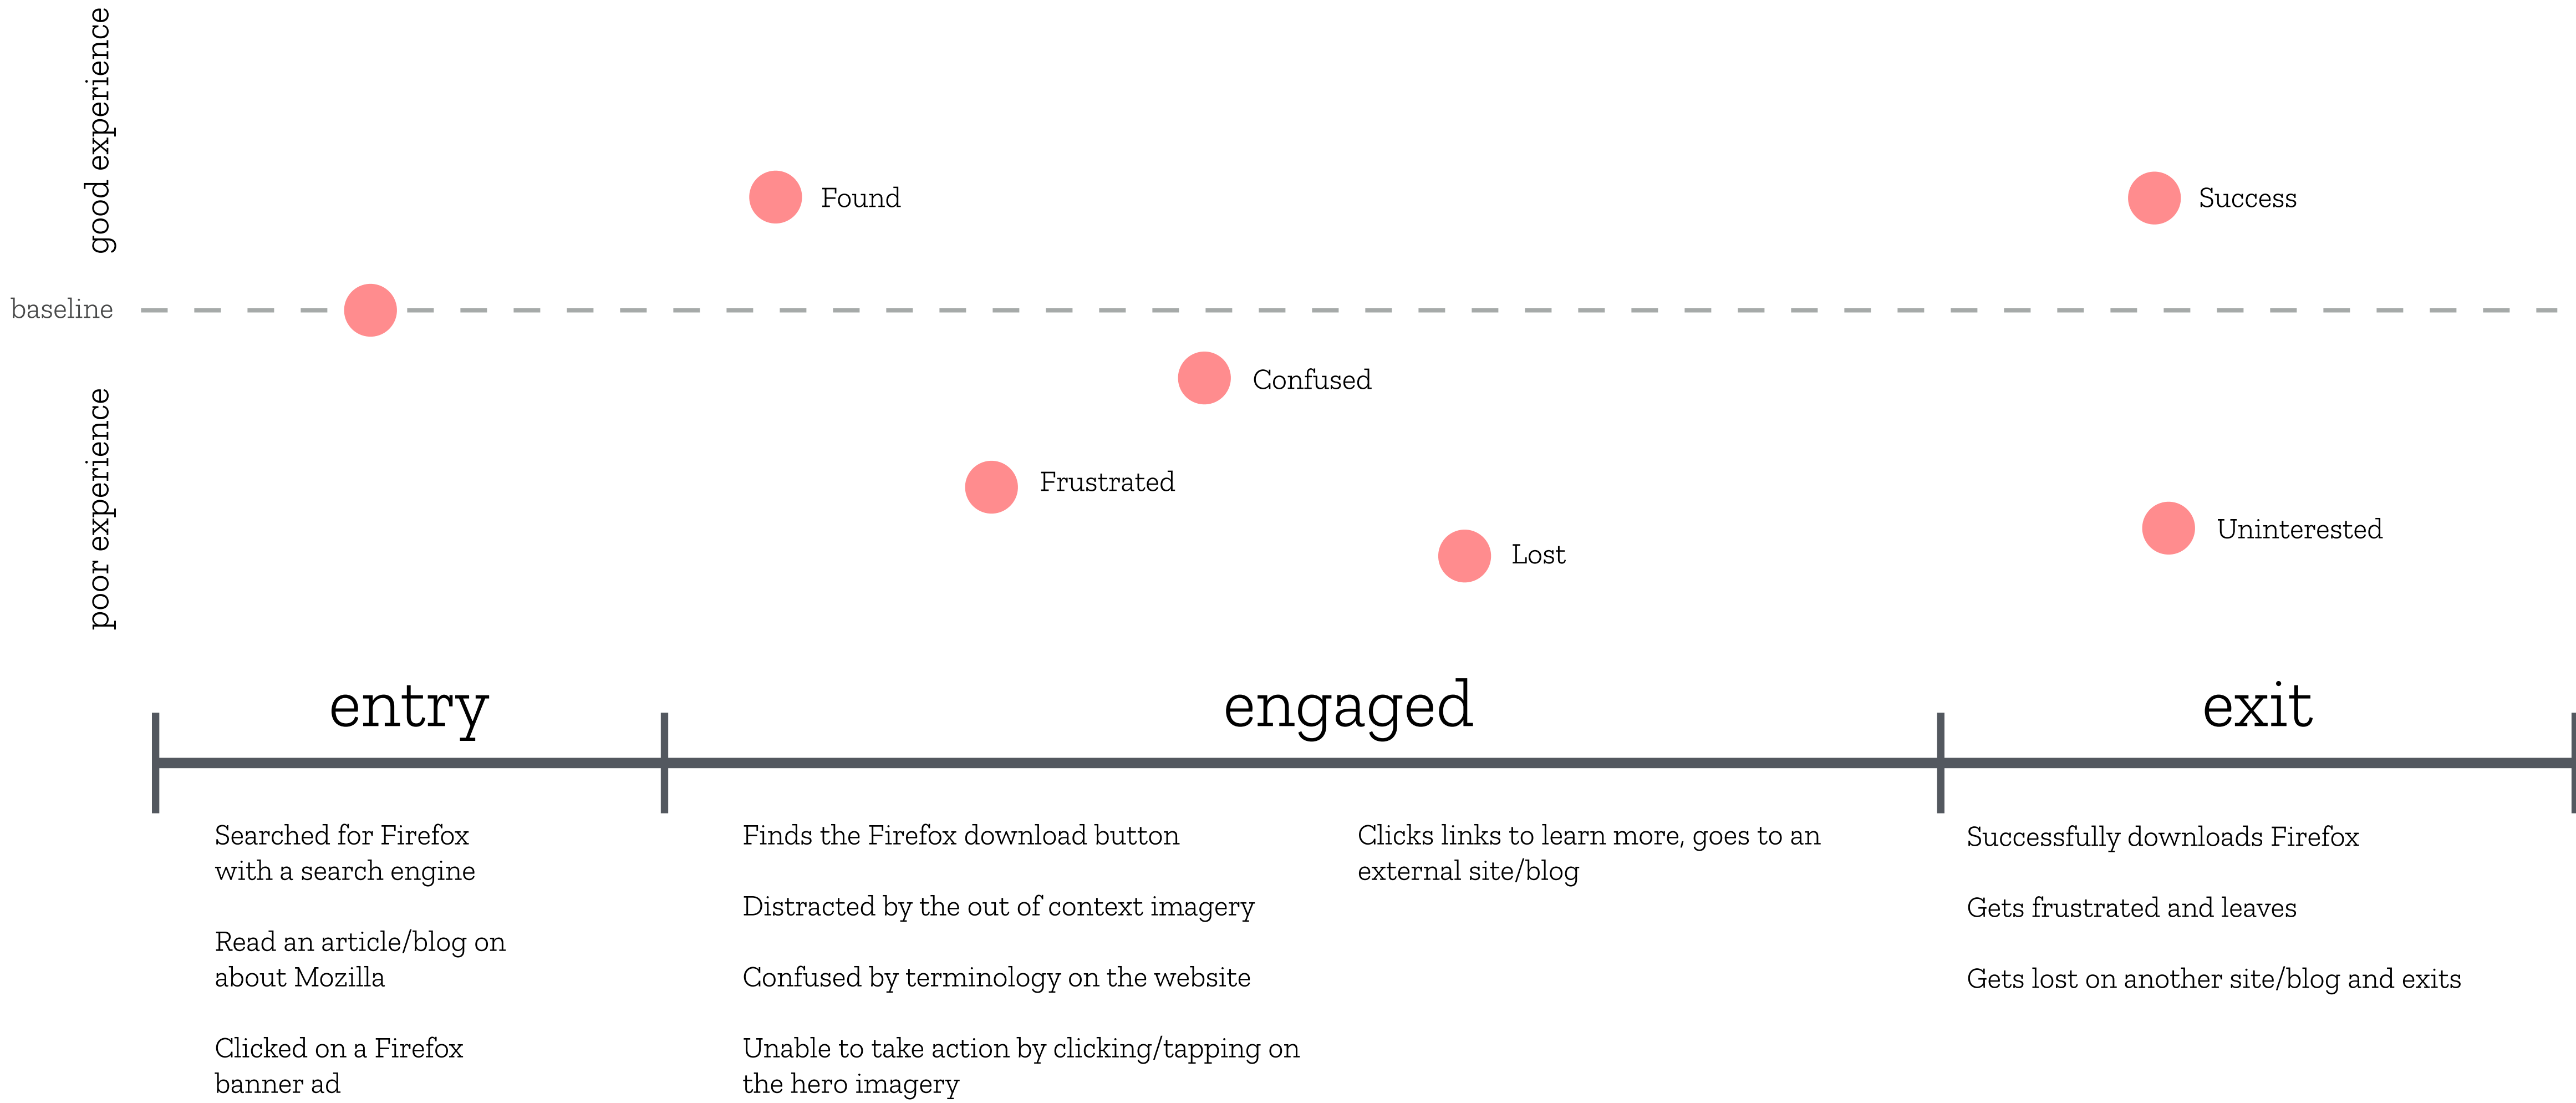 good experience
Found
Success
baseline
Confused
poor experience
Frustrated
Uninterested
Lost
entry
engaged
exit
Searched for Firefox
with a search engine
Read an article/blog on
about Mozilla
Clicked on a Firefox
banner ad
Finds the Firefox download button
Distracted by the out of context imagery
Confused by terminology on the website
Unable to take action by clicking/tapping on
the hero imagery
Clicks links to learn more, goes to an
external site/blog
Successfully downloads Firefox
Gets frustrated and leaves
Gets lost on another site/blog and exits